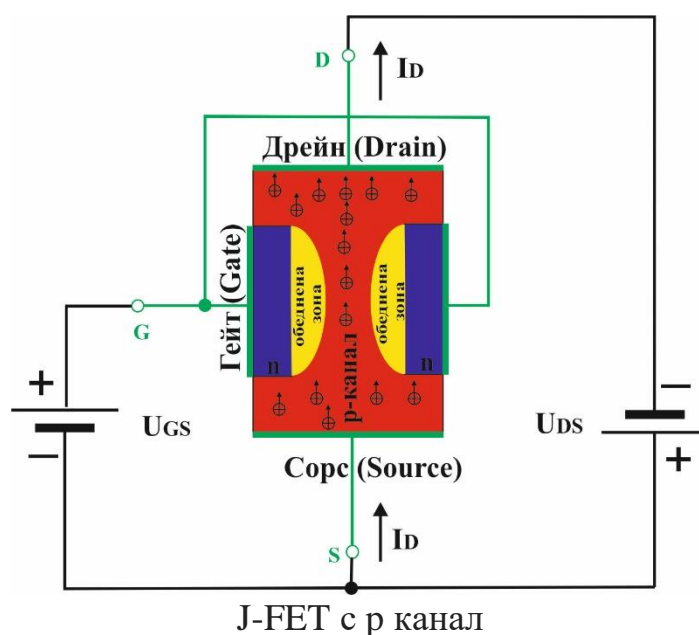 D
ID
Дрейн (Drain)
Гейт (Gate)
G
n
обеднена
зона
р-канал
обеднена
зона
n
+
UGS
−
−
UDS
+
Сорс (Source)
S
ID
J-FET с р канал